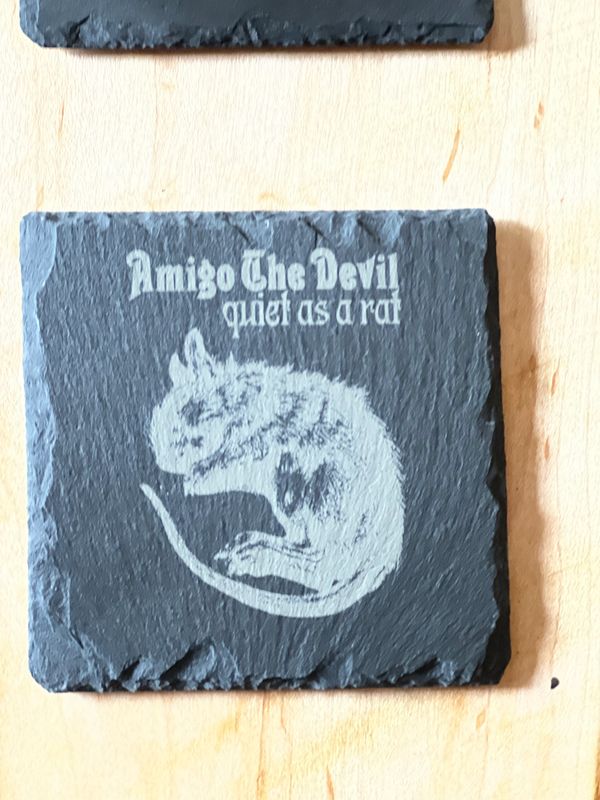 Amigo The Devil
quiet as a rat